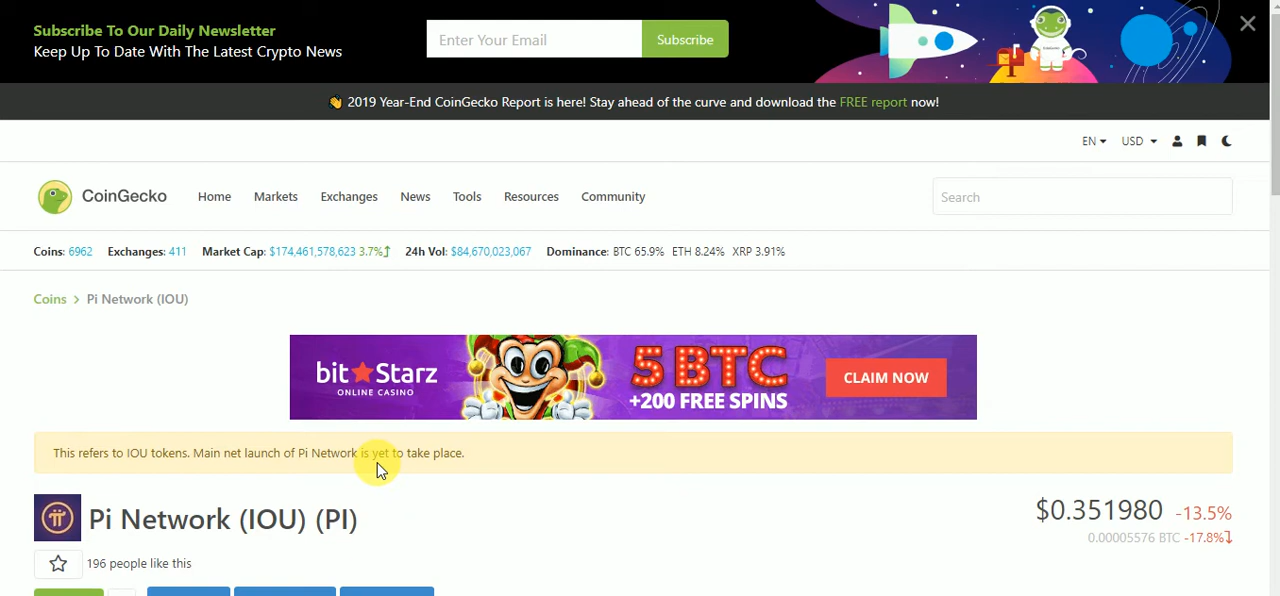 Subscribe To Our Daily Newsletter
Keep Up To Date With The Latest Crypto News
Enter Your Email
Subscribe
👋 2019 Year-End CoinGecko Report is here! Stay ahead of the curve and download the FREE report now!
EN USD
CoinGecko Home Markets Exchanges News Tools Resources Community Search
Coins: 6962 Exchanges: 411 Market Cap: $174,461,578,623 3.7% 24h Vol: $84,670,023,067 Dominance: BTC 65.9% ETH 8.24% XRP 3.91%
Coins > Pi Network (IOU)
bitStarz
ONLINE CASINO
5 BTC
+200 FREE SPINS
CLAIM NOW
This refers to IOU tokens. Main net launch of Pi Network is yet to take place.
Pi Network (IOU) (PI)
$0.351980 -13.5%
0.00005576 BTC -17.8%
196 people like this